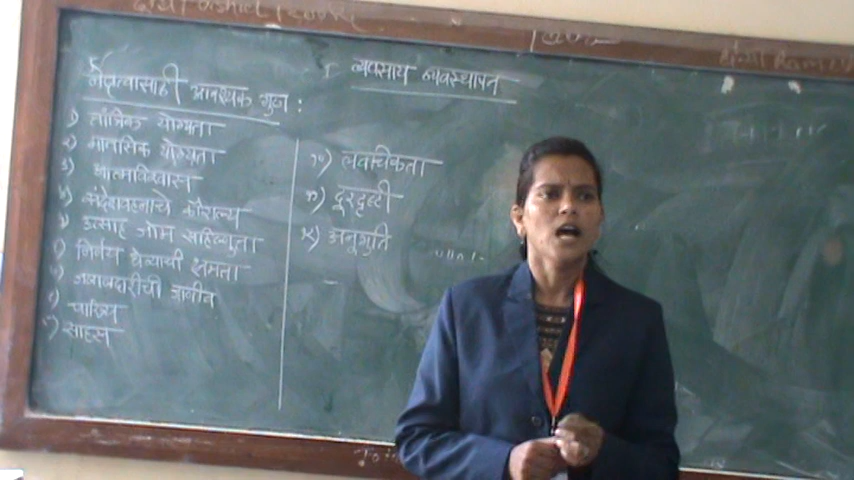 व्यवसाय व्यवस्थापन
नेतृत्वासाठी आवश्यक गुण :
१) तांत्रिक योग्यता
२) मानसिक योग्यता
३) आत्मविश्वास
४) संदेशवहनाचे कौशल्य
५) उत्साह जोम सहिष्णुता
६) निर्णय घेण्याची क्षमता
७) जबाबदारीची जाणीव
८) चारित्र्य
९) साहस
१०) लवचिकता
११) दूरदृष्टी
१२) अनुभुति